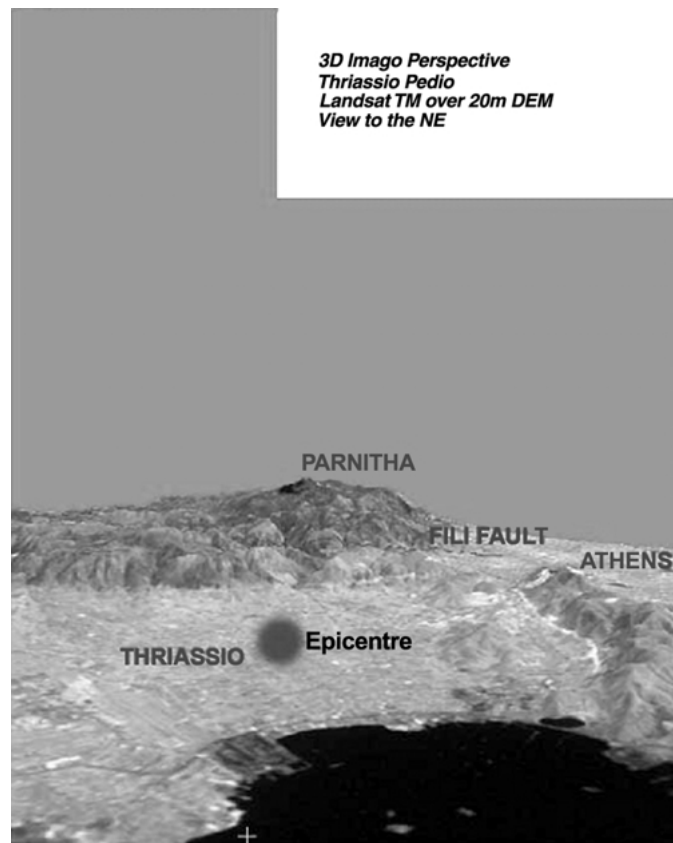 3D Imago Perspective
Thriassio Pedio
Landsat TM over 20m DEM
View to the NE
PARNITHA
FILI FAULT
ATHENS
Epicentre
THRIASSIO